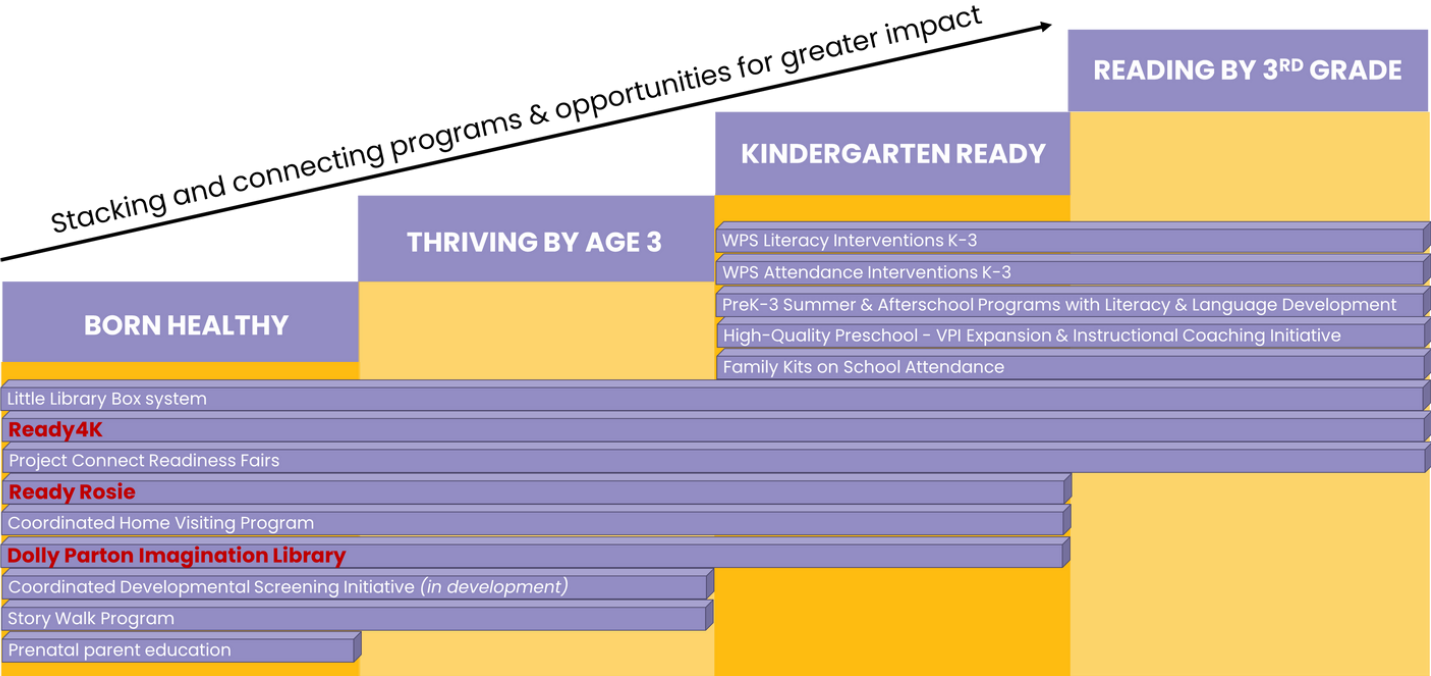 Stacking and connecting programs & opportunities for greater impact
READING BY 3RD GRADE
KINDERGARTEN READY
THRIVING BY AGE 3
BORN HEALTHY
WPS Literacy Interventions K-3
WPS Attendance Interventions K-3
PreK-3 Summer & Afterschool Programs with Literacy & Language Development
High-Quality Preschool - VPI Expansion & Instructional Coaching Initiative
Family Kits on School Attendance
Little Library Box system
Ready4K
Project Connect Readiness Fairs
Ready Rosie
Coordinated Home Visiting Program
Dolly Parton Imagination Library
Coordinated Developmental Screening Initiative (in development)
Story Walk Program
Prenatal parent education